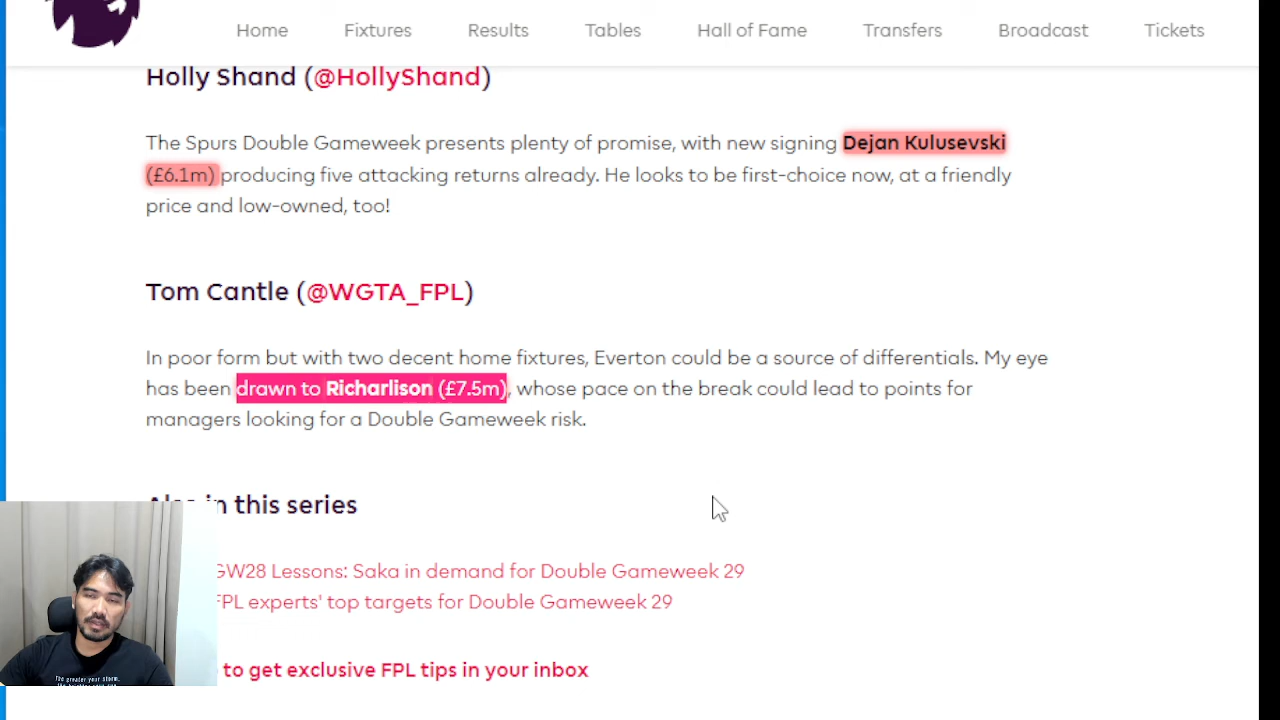 Home Fixtures Results Tables Hall of Fame Transfers Broadcast Tickets
Holly Shand (@HollyShand)
The Spurs Double Gameweek presents plenty of promise, with new signing Dejan Kulusevski
(£6.1m) producing five attacking returns already. He looks to be first-choice now, at a friendly
price and low-owned, too!
Tom Cantle (@WGTA_FPL)
In poor form but with two decent home fixtures, Everton could be a source of differentials. My eye
has been drawn to Richarlison (£7.5m), whose pace on the break could lead to points for
managers looking for a Double Gameweek risk.
Also in this series
GW28 Lessons: Saka in demand for Double Gameweek 29
FPL experts' top targets for Double Gameweek 29
to get exclusive FPL tips in your inbox
The greater your storm,